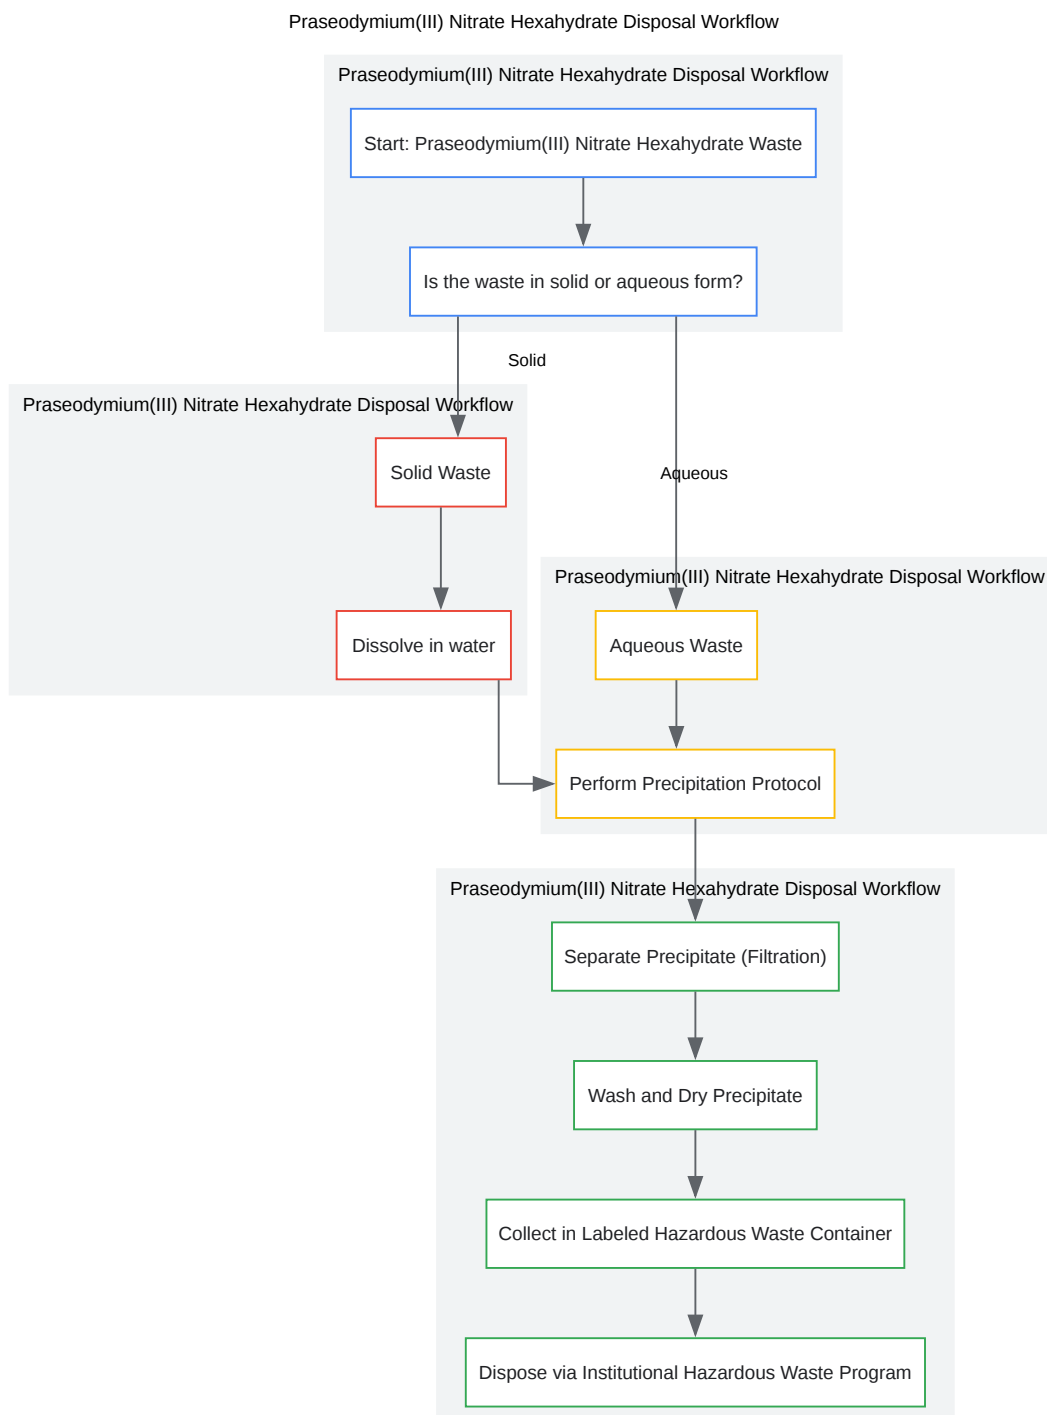 Praseodymium(III) Nitrate Hexahydrate Disposal Workflow
Praseodymium(III) Nitrate Hexahydrate Disposal Workflow
Start: Praseodymium(III) Nitrate Hexahydrate Waste
Is the waste in solid or aqueous form?
Solid
Praseodymium(III) Nitrate Hexahydrate Disposal Workflow
Solid Waste
Aqueous
Praseodymium(III) Nitrate Hexahydrate Disposal Workflow
Dissolve in water
Aqueous Waste
Perform Precipitation Protocol
Praseodymium(III) Nitrate Hexahydrate Disposal Workflow
Separate Precipitate (Filtration)
Wash and Dry Precipitate
Collect in Labeled Hazardous Waste Container
Dispose via Institutional Hazardous Waste Program